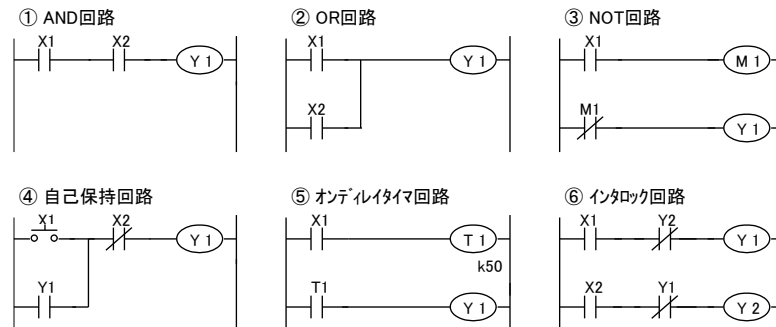 ① AND回路
X1 X2
Y 1
② OR回路
X1
Y 1
X2
③ NOT回路
X1
M 1
M1
Y 1
④ 自己保持回路
X1 X2
Y 1
Y1
⑤ オンディレイタイマ回路
X1
T 1
k50
T1
Y 1
⑥ インタロック回路
X1 Y2
Y 1
X2 Y1
Y 2